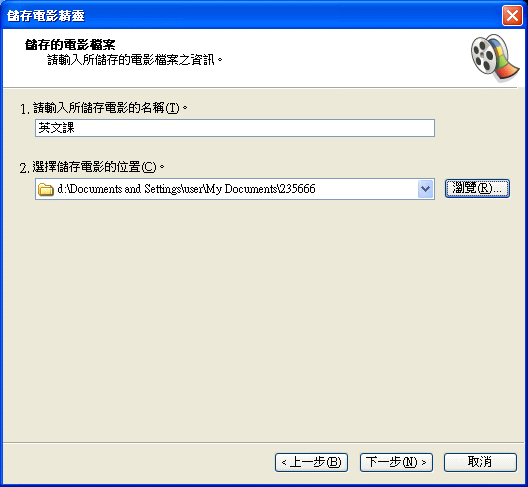 儲存電影精靈
儲存的電影檔案
請輸入所儲存的電影檔案之資訊。
1. 請輸入所儲存電影的名稱(T)。
英文課
2. 選擇儲存電影的位置(C)。
d:\Documents and Settings\user\My Documents\235666
瀏覽(R)...
< 上一步(B)
下一步(N) >
取消